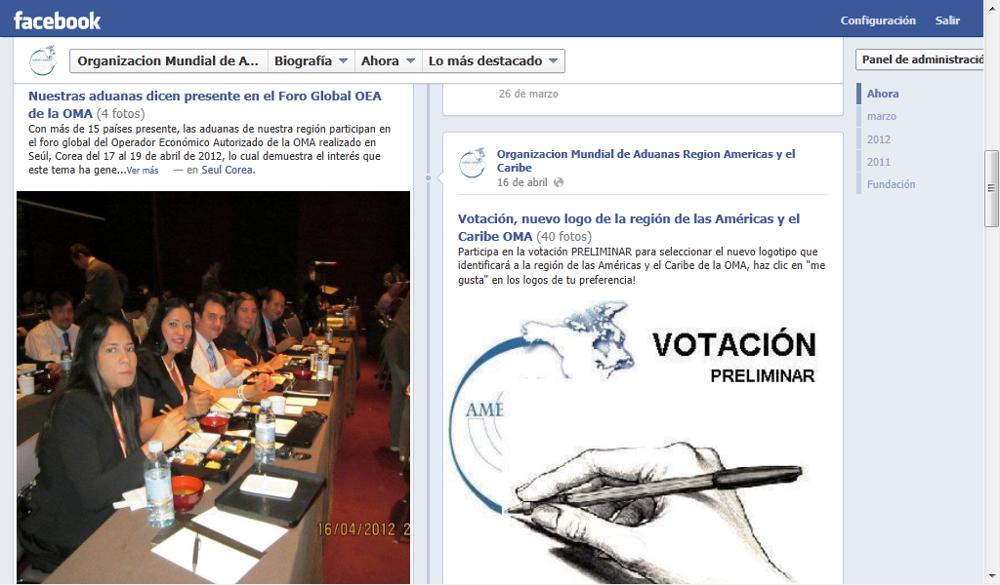 facebook
Configuración Salir
Organizacion Mundial de A... Biografía Ahora Lo más destacado
Panel de administració
Ahora
marzo
2012
2011
Fundación
Nuestras aduanas dicen presente en el Foro Global OEA
de la OMA (4 fotos)
Con más de 15 países presente, las aduanas de nuestra región participan en
el foro global del Operador Económico Autorizado de la OMA realizado en
Seúl, Corea del 17 al 19 de abril de 2012, lo cual demuestra el interés que
este tema ha gene...Ver más — en Seul Corea.
16/04/2012 2
26 de marzo
Organizacion Mundial de Aduanas Region Americas y el
Caribe
16 de abril
Votación, nuevo logo de la región de las Américas y el
Caribe OMA (40 fotos)
Participa en la votación PRELIMINAR para seleccionar el nuevo logotipo que
identificará a la región de las Américas y el Caribe de la OMA, haz clic en "me
gusta" en los logos de tu preferencia!
VOTACIÓN
PRELIMINAR
AME